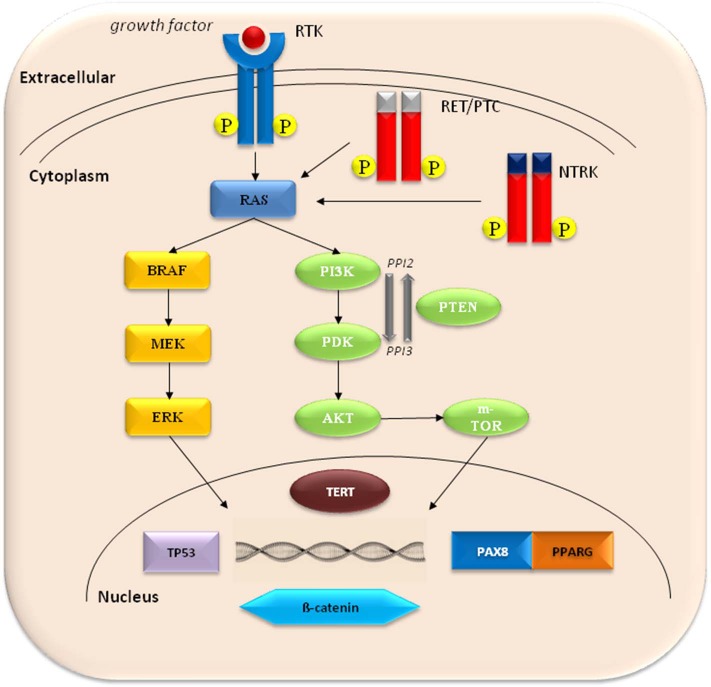 growth factor
RTK
Extracellular
P
P
RET/PTC
P
P
Cytoplasm
NTRK
RAS
P
P
BRAF
PI3K
PPI2
PTEN
MEK
PDK
PPI3
ERK
AKT
m-
TOR
TERT
TP53
PAX8
PPARG
Nucleus
ß-catenin